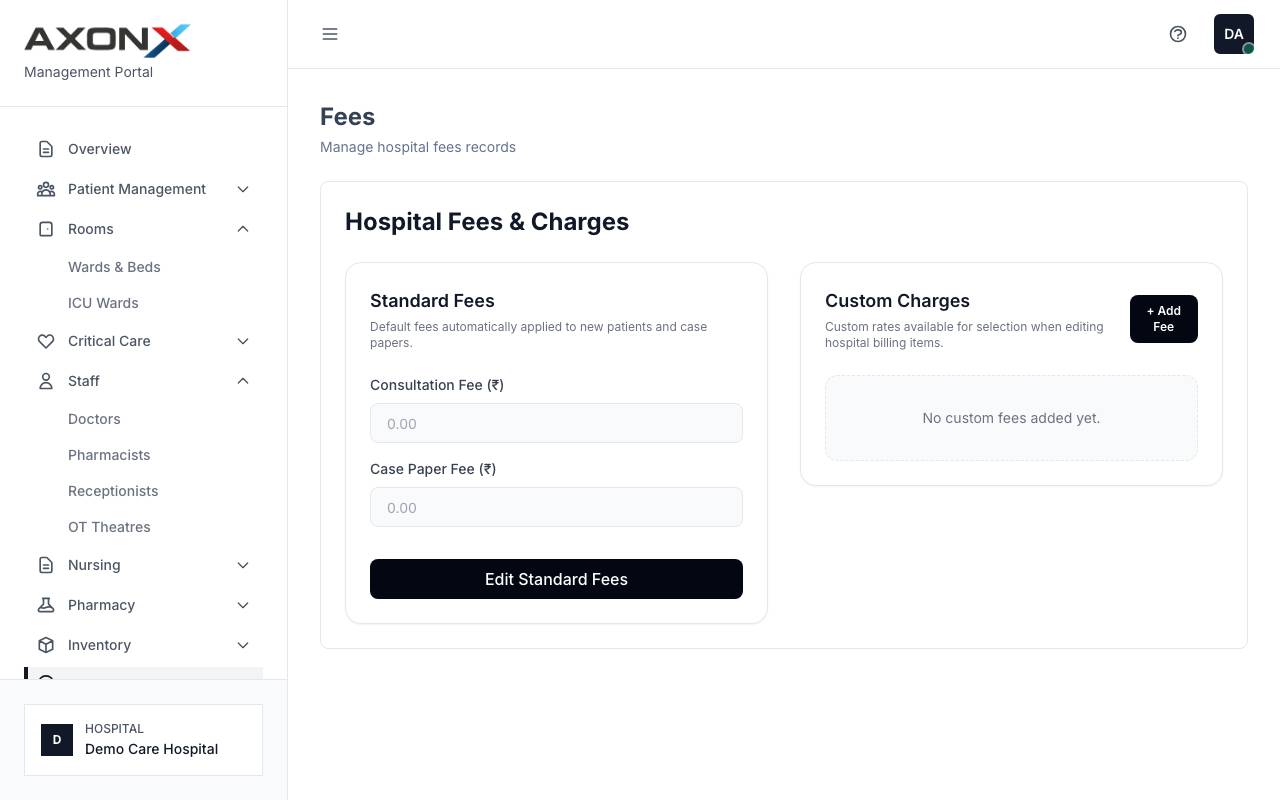 AXONX
Management Portal
DA
Overview
Patient Management
Rooms
Wards & Beds
ICU Wards
Critical Care
Staff
Doctors
Pharmacists
Receptionists
OT Theatres
Nursing
Pharmacy
Inventory
D
HOSPITAL
Demo Care Hospital
Fees
Manage hospital fees records
Hospital Fees & Charges
Standard Fees
Default fees automatically applied to new patients and case
papers.
Consultation Fee (₹)
0.00
Case Paper Fee (₹)
0.00
Edit Standard Fees
Custom Charges
Custom rates available for selection when editing
hospital billing items.
+ Add
Fee
No custom fees added yet.